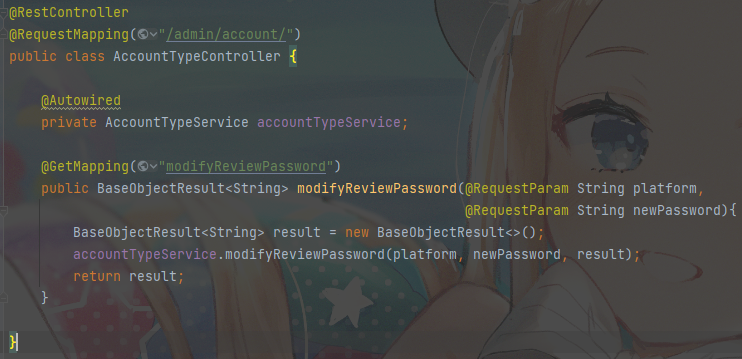 @RestController
@RequestMapping("/admin/account/")
public class AccountTypeController {
@Autowired
private AccountTypeService accountTypeService;
@GetMapping("modifyReviewPassword")
public BaseObjectResult<String> modifyReviewPassword(@RequestParam String platform,
@RequestParam String newPassword){
BaseObjectResult<String> result = new BaseObjectResult<>();
accountTypeService.modifyReviewPassword(platform, newPassword, result);
return result;
}
}